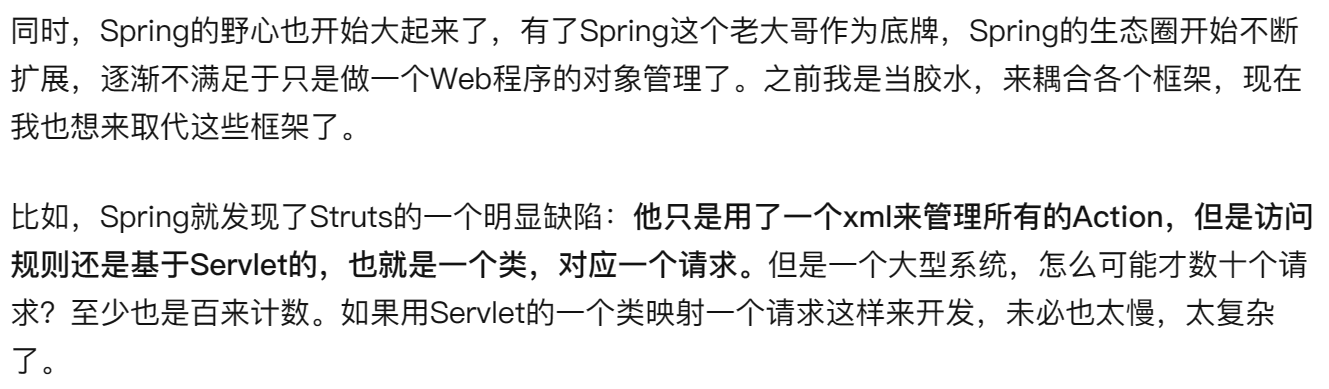 同时，Spring的野心也开始大起来了，有了Spring这个老大哥作为底牌，Spring的生态圈开始不断
扩展，逐渐不满足于只是做一个Web程序的对象管理了。之前我是当胶水，来耦合各个框架，现在
我也想来取代这些框架了。
比如，Spring就发现了Struts的一个明显缺陷：他只是用了一个xml来管理所有的Action，但是访问
规则还是基于Servlet的，也就是一个类，对应一个请求。但是一个大型系统，怎么可能才数十个请
求？至少也是百来计数。如果用Servlet的一个类映射一个请求这样来开发，未必也太慢，太复杂
了。